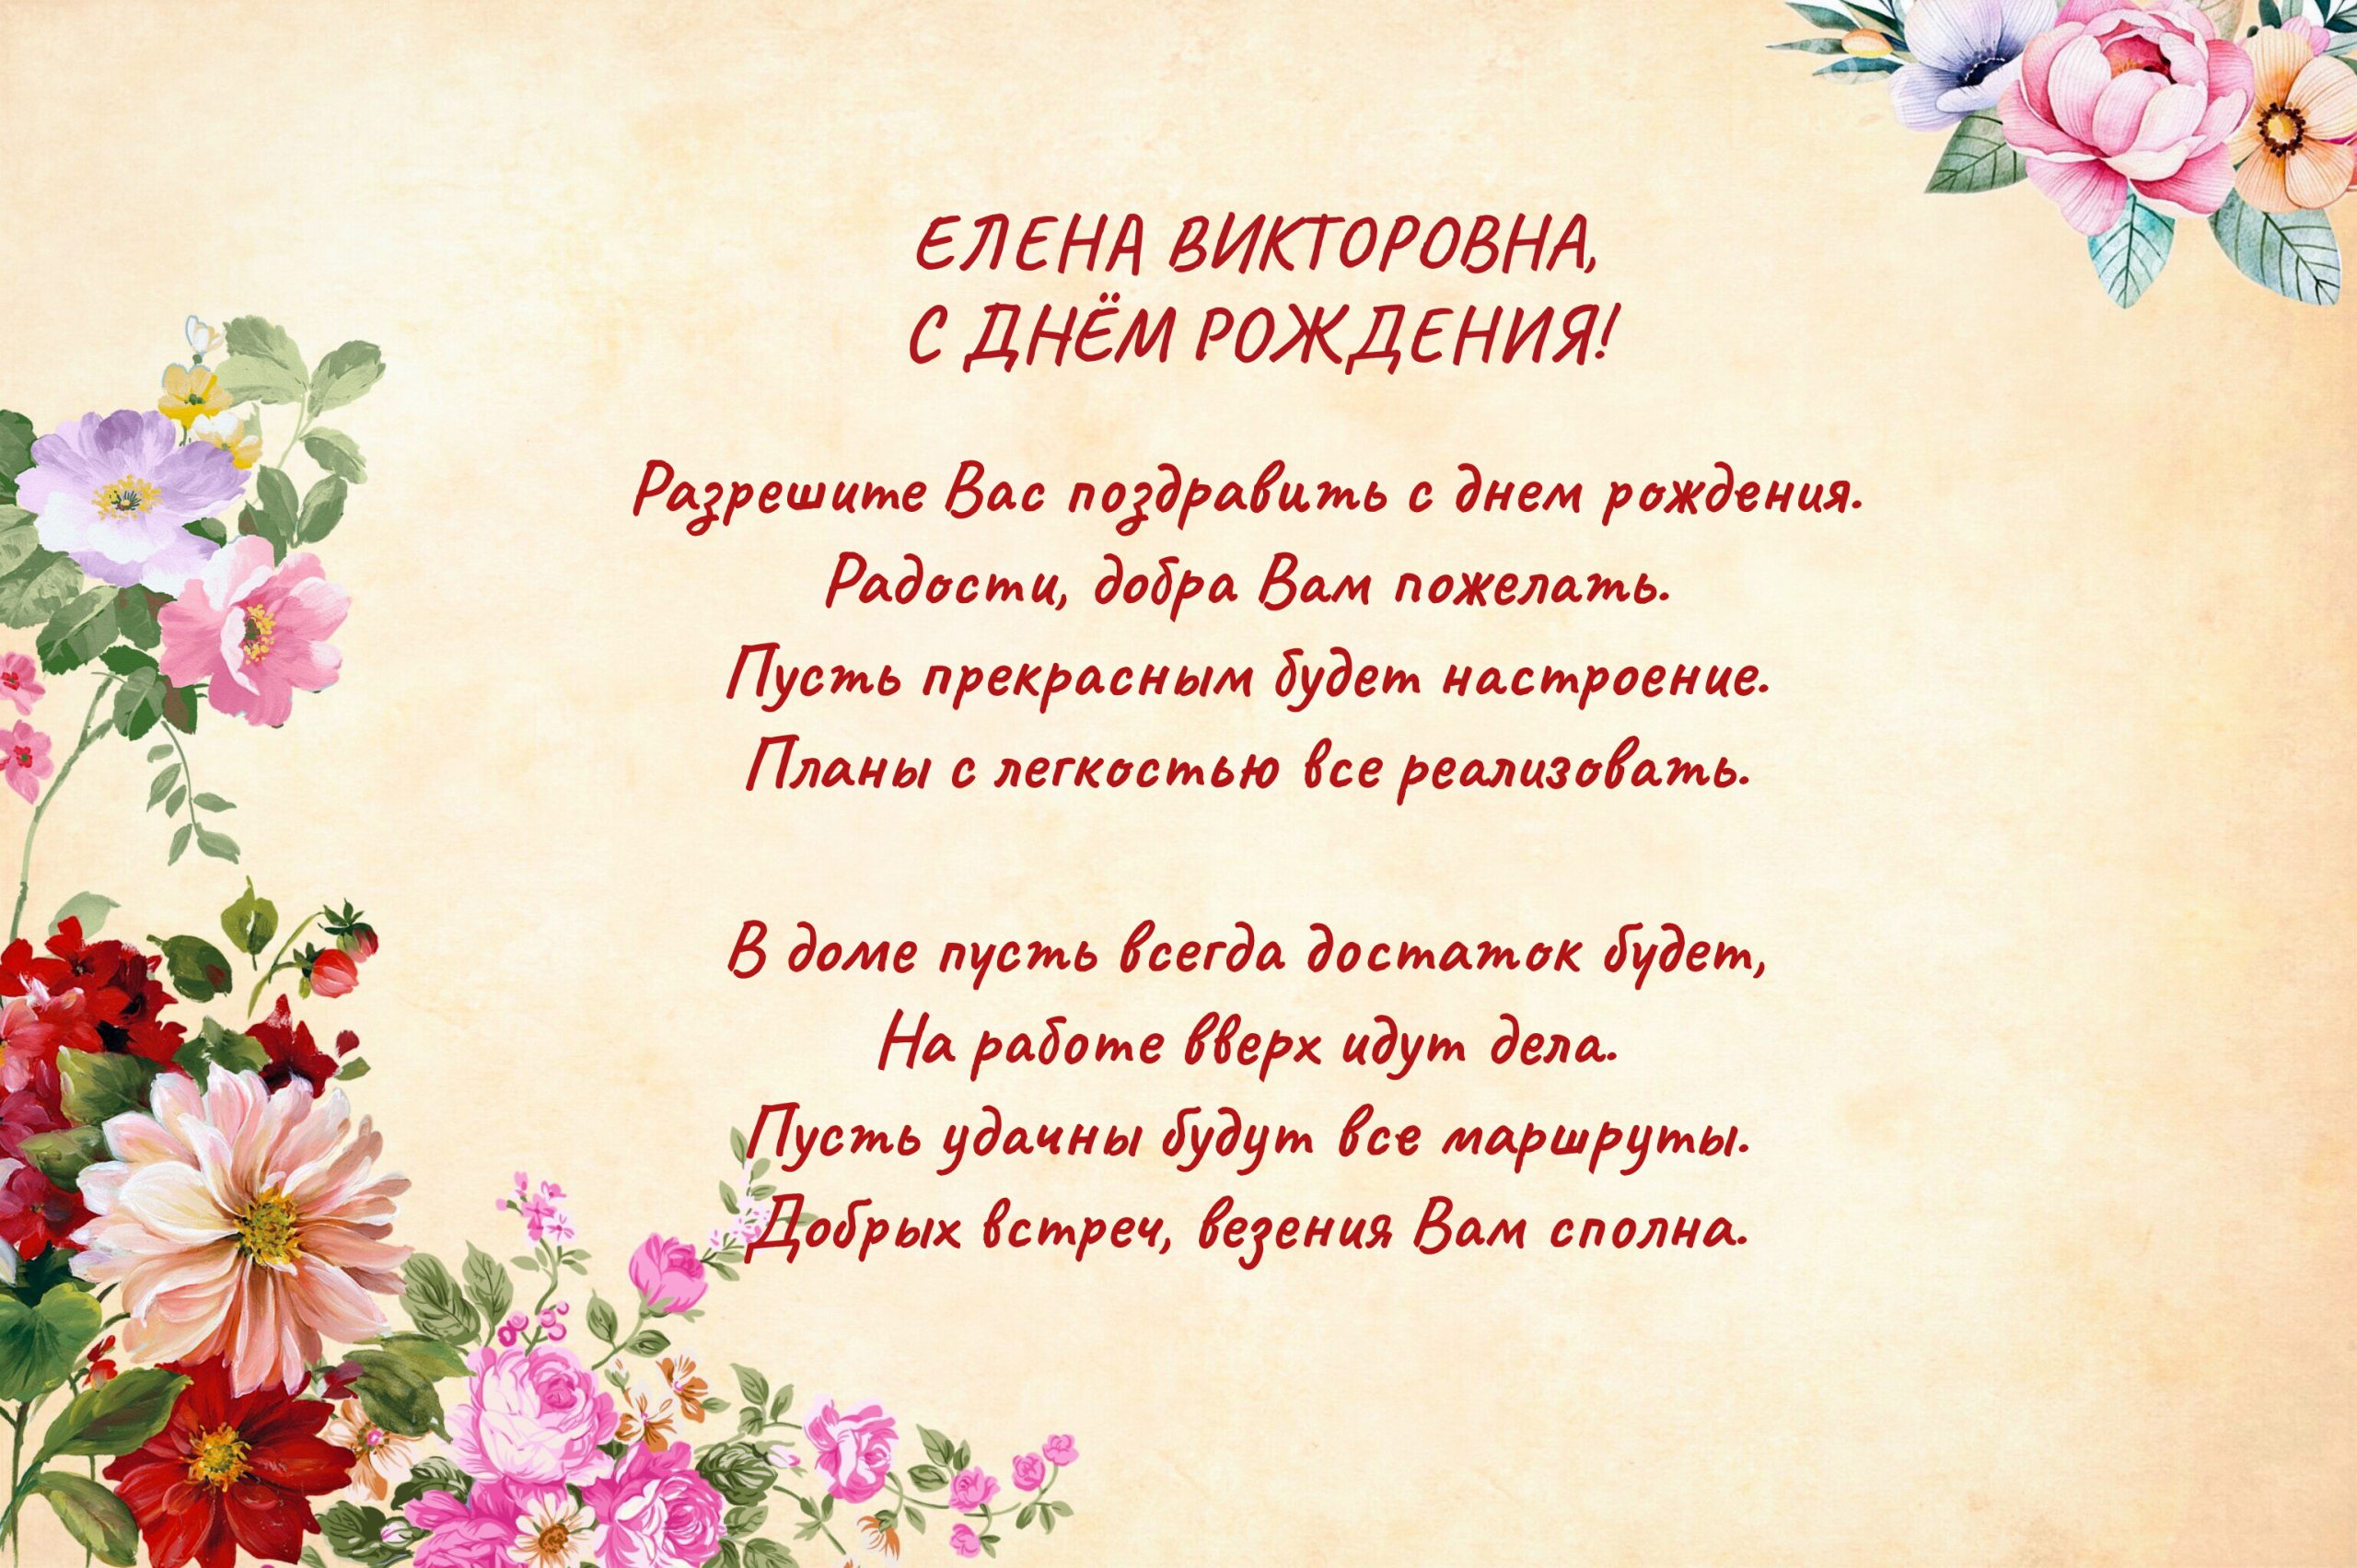 ЕЛЕНА ВИКТОРОВНА,
С ДНЁМ РОЖДЕНИЯ!
Разрешите Вас поздравить с днем рождения.
Радости, добра Вам пожелать.
Пусть прекрасным будет настроение.
Планы с легкостью все реализовать.
В доме пусть всегда достаток будет,
На работе вверх идут дела.
Пусть удачны будут все маршруты.
Добрых встреч, везения Вам сполна.